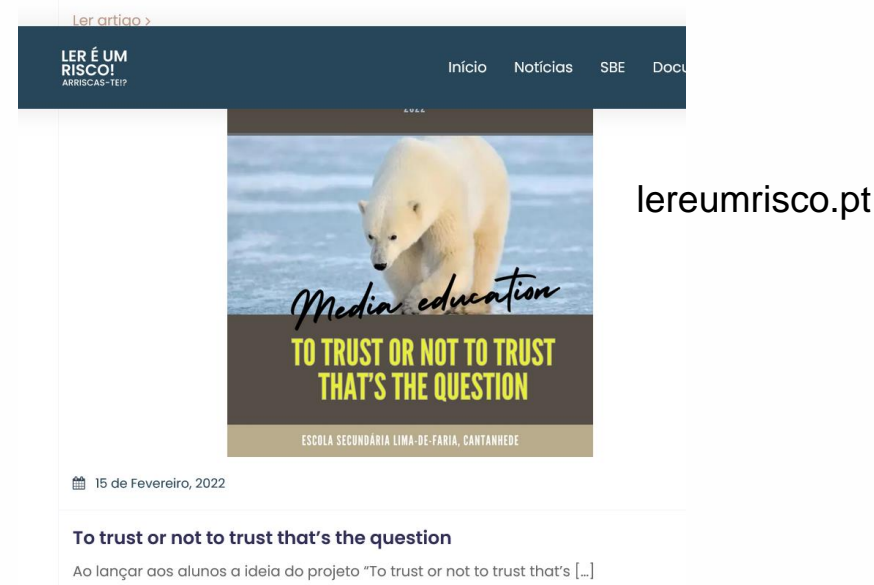 Ler artigo >
LER É UM
RISCO!
ARRISCAS-TE!?
Início Notícias SBE Docu
2022
lereumrisco.pt
Media education
TO TRUST OR NOT TO TRUST
THAT'S THE QUESTION
ESCOLA SECUNDÁRIA LIMA-DE-FARIA, CANTANHEDE
15 de Fevereiro, 2022
To trust or not to trust that's the question
Ao lançar aos alunos a ideia do projeto “To trust or not to trust that's [...]